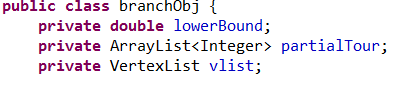 public class branchObj {
    private double lowerBound;
    private ArrayList<Integer> partialTour;
    private VertexList vlist;